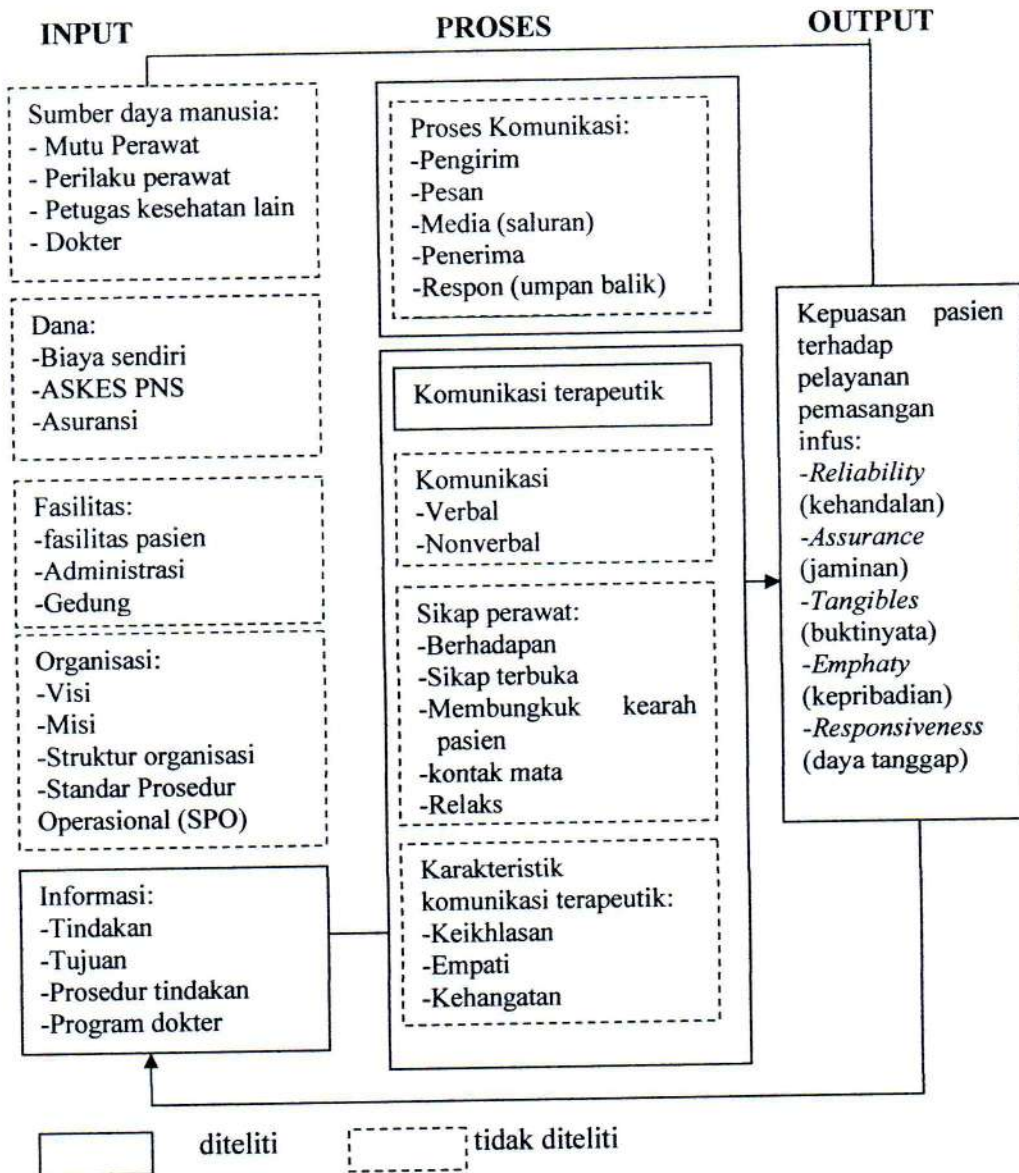 INPUT
PROSES
OUTPUT
Sumber daya manusia:
- Mutu Perawat
- Perilaku perawat
- Petugas kesehatan lain
- Dokter
Dana:
-Biaya sendiri
-ASKES PNS
-Asuransi
Fasilitas:
-fasilitas pasien
-Administrasi
-Gedung
Organisasi:
-Visi
-Misi
-Struktur organisasi
-Standar Prosedur
Operasional (SPO)
Informasi:
-Tindakan
-Tujuan
-Prosedur tindakan
-Program dokter
Proses Komunikasi:
-Pengirim
-Pesan
-Media (saluran)
-Penerima
-Respon (umpan balik)
Komunikasi terapeutik
Komunikasi
-Verbal
-Nonverbal
Sikap perawat:
-Berhadapan
-Sikap terbuka
-Membungkuk kearah
pasien
-kontak mata
-Relaks
Karakteristik
komunikasi terapeutik:
-Keikhlasan
-Empati
-Kehangatan
Kepuasan pasien
terhadap
pelayanan
pemasangan
infus:
-Reliability
(kehandalan)
-Assurance
(jaminan)
-Tangibles
(buktinyata)
-Emphaty
(kepribadian)
-Responsiveness
(daya tanggap)
diteliti
tidak diteliti